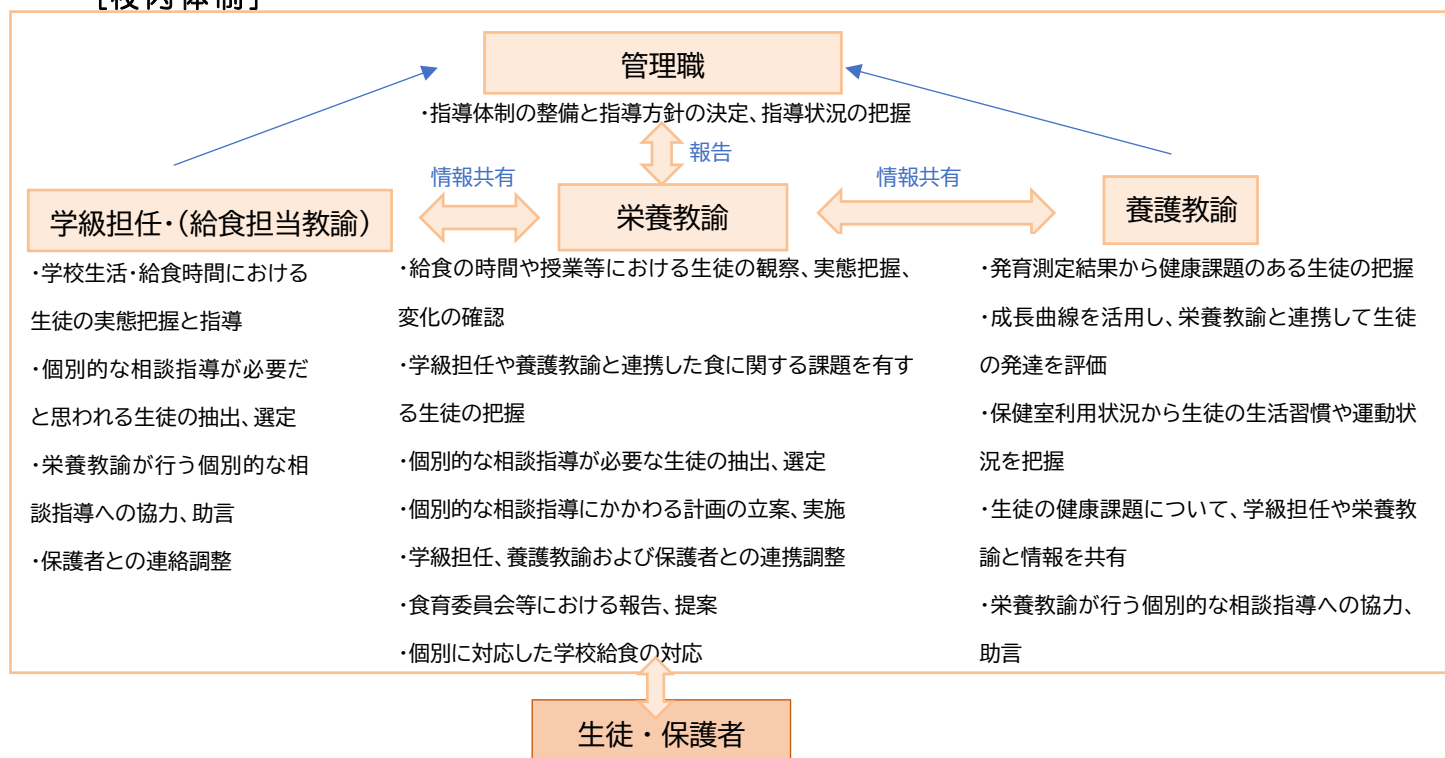 [校内体制]
管理職
・指導体制の整備と指導方針の決定、指導状況の把握
報告
情報共有
情報共有
学級担任・(給食担当教諭)
・学校生活・給食時間における
生徒の実態把握と指導
・個別的な相談指導が必要だ
と思われる生徒の抽出、選定
・栄養教諭が行う個別的な相
談指導への協力、助言
・保護者との連絡調整
栄養教諭
・給食の時間や授業等における生徒の観察、実態把握、
変化の確認
・学級担任や養護教諭と連携した食に関する課題を有す
る生徒の把握
・個別的な相談指導が必要な生徒の抽出、選定
・個別的な相談指導にかかわる計画の立案、実施
・学級担任、養護教諭および保護者との連携調整
・食育委員会等における報告、提案
・個別に対応した学校給食の対応
養護教諭
・発育測定結果から健康課題のある生徒の把握
・成長曲線を活用し、栄養教諭と連携して生徒
の発達を評価
・保健室利用状況から生徒の生活習慣や運動状
況を把握
・生徒の健康課題について、学級担任や栄養教
諭と情報を共有
・栄養教諭が行う個別的な相談指導への協力、
助言
生徒・保護者